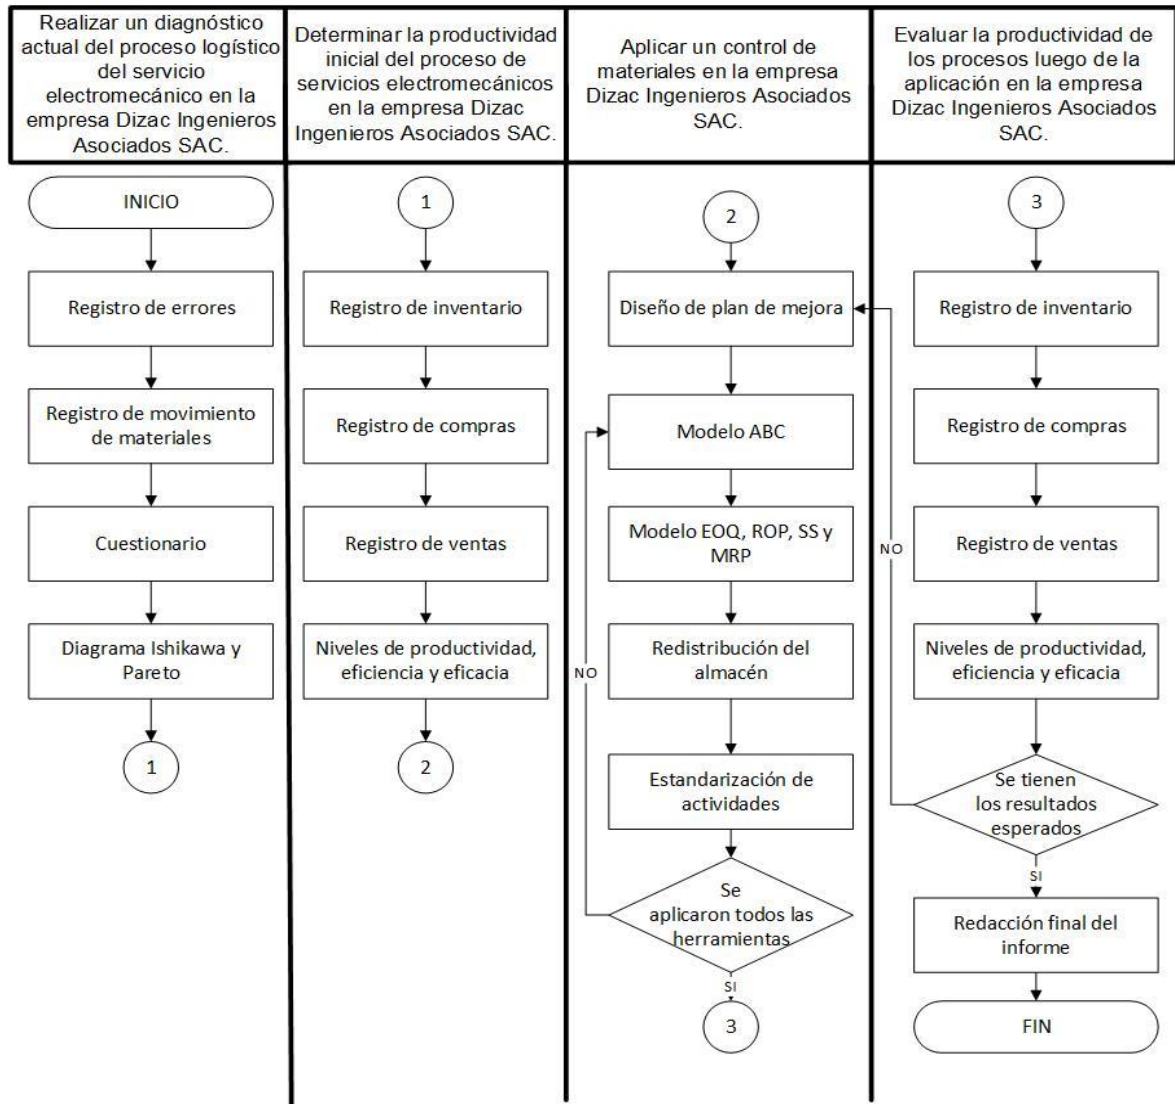 Realizar un diagnóstico
actual del proceso logístico
del servicio
electromecánico en la
empresa Dizac Ingenieros
Asociados SAC.
Determinar la productividad
inicial del proceso de
servicios electromecánicos
en la empresa Dizac
Ingenieros Asociados SAC.
Aplicar un control de
materiales en la empresa
Dizac Ingenieros Asociados
SAC.
Evaluar la productividad de
los procesos luego de la
aplicación en la empresa
Dizac Ingenieros Asociados
SAC.
INICIO
Registro de errores
Registro de movimiento
de materiales
Cuestionario
Diagrama Ishikawa y
Pareto
1
1
Registro de inventario
Registro de compras
Registro de ventas
Niveles de productividad,
eficiencia y eficacia
2
2
Diseño de plan de mejora
Modelo ABC
Modelo EOQ, ROP, SS y
MRP
Redistribución del
almacén
Estandarización de
actividades
Se
aplicaron todos las
herramientas
NO
SI
3
3
Registro de inventario
Registro de compras
Registro de ventas
Niveles de productividad,
eficiencia y eficacia
Se tienen
los resultados
esperados
NO
SI
Redacción final del
informe
FIN